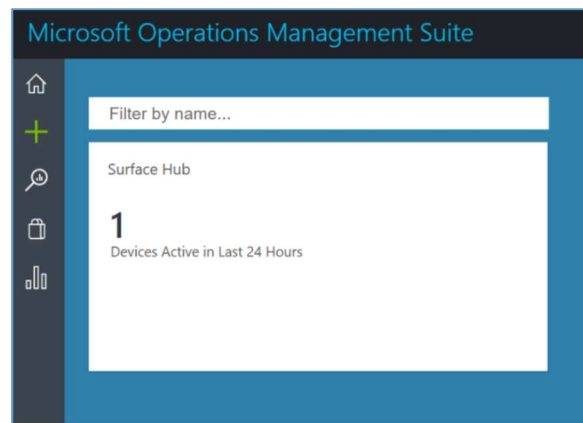 Microsoft Operations Management Suite
Filter by name...
Surface Hub
1
Devices Active in Last 24 Hours